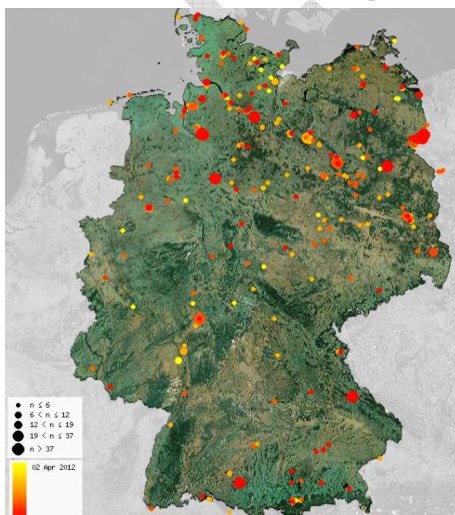 n ≤ 6
6 < n ≤ 12
12 < n ≤ 19
19 < n ≤ 37
n > 37
02 Apr 2012